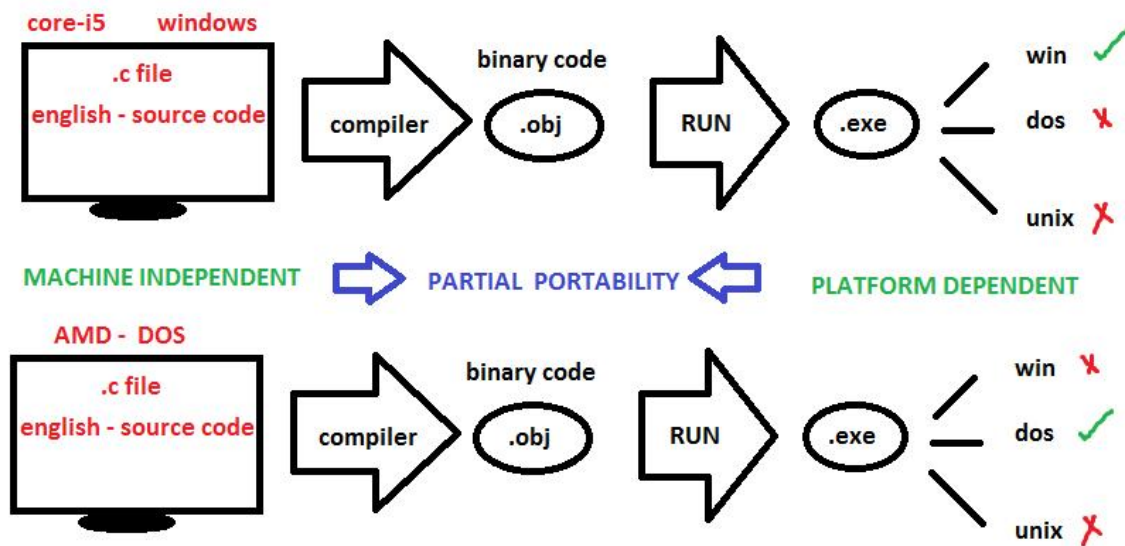 core-i5 windows
.c file
english - source code
compiler
binary code
.obj
RUN
.exe
win
dos
unix
MACHINE INDEPENDENT
PARTIAL PORTABILITY
PLATFORM DEPENDENT
AMD - DOS
.c file
english - source code
compiler
binary code
.obj
RUN
.exe
win
dos
unix